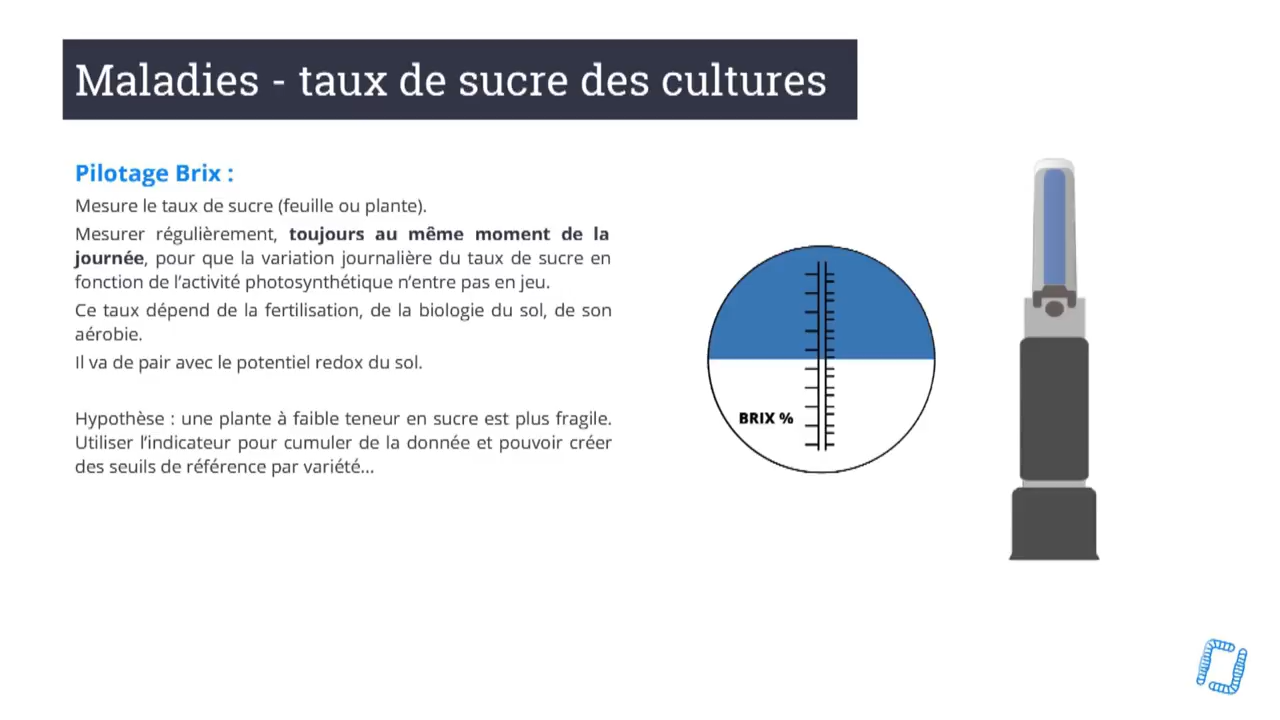 Maladies - taux de sucre des cultures
Pilotage Brix :
Mesure le taux de sucre (feuille ou plante).
Mesurer régulièrement, toujours au même moment de la
journée, pour que la variation journalière du taux de sucre en
fonction de l’activité photosynthétique n’entre pas en jeu.
Ce taux dépend de la fertilisation, de la biologie du sol, de son
aérobie.
Il va de pair avec le potentiel redox du sol.
Hypothèse : une plante à faible teneur en sucre est plus fragile.
Utiliser l’indicateur pour cumuler de la donnée et pouvoir créer
des seuils de référence par variété...
BRIX %